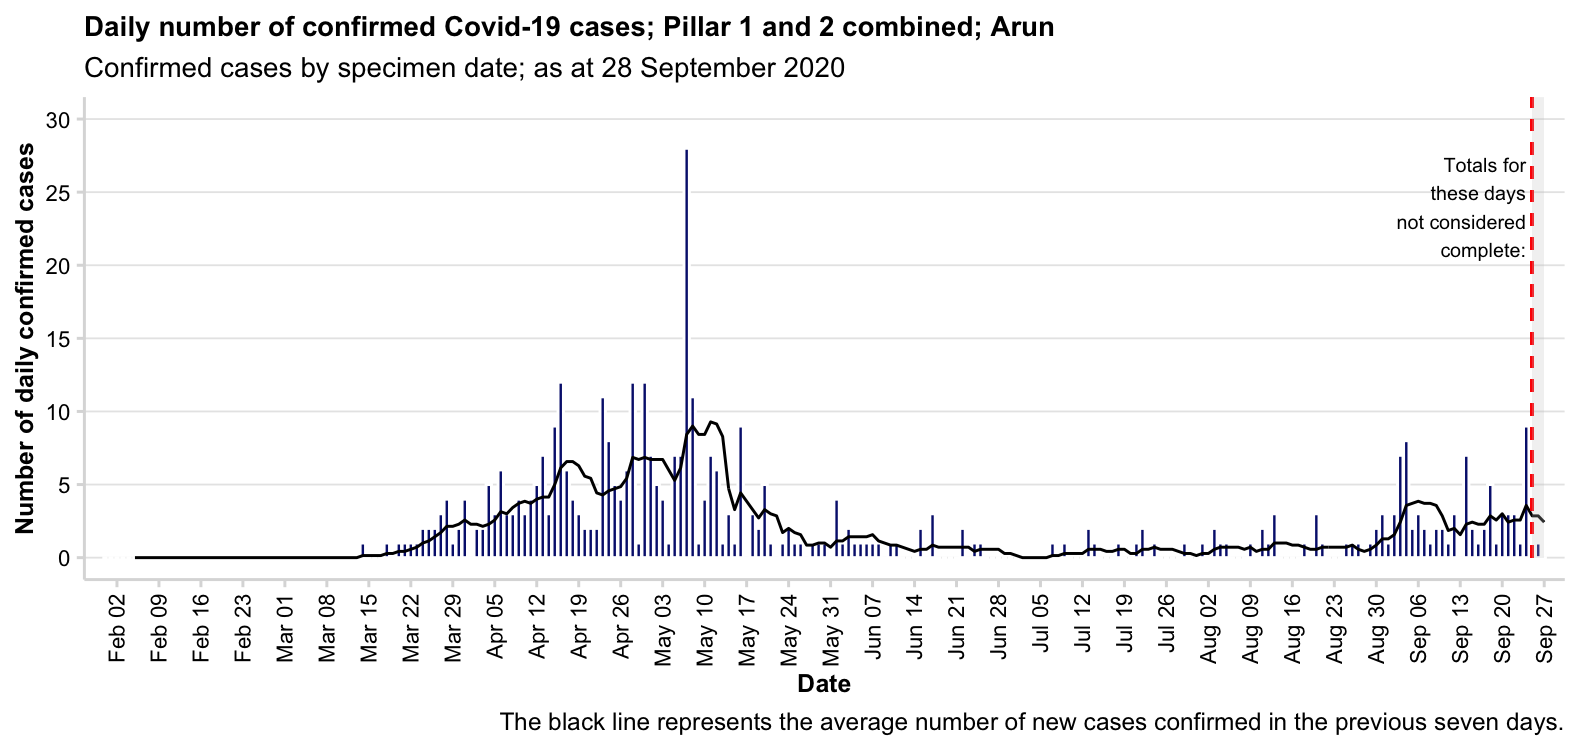 Daily number of confirmed Covid-19 cases; Pillar 1 and 2 combined; Arun
Confirmed cases by specimen date; as at 28 September 2020
Number of daily confirmed cases
30
25
20
15
10
5
0
Totals for
these days
not considered
complete:
Feb 02
Feb 09
Feb 16
Feb 23
Mar 01
Mar 08
Mar 15
Mar 22
Mar 29
Apr 05
Apr 12
Apr 19
Apr 26
May 03
May 10
May 17
May 24
May 31
Jun 07
Jun 14
Jun 21
Jun 28
Jul 05
Jul 12
Jul 19
Jul 26
Aug 02
Aug 09
Aug 16
Aug 23
Aug 30
Sep 06
Sep 13
Sep 20
Sep 27
Date
The black line represents the average number of new cases confirmed in the previous seven days.